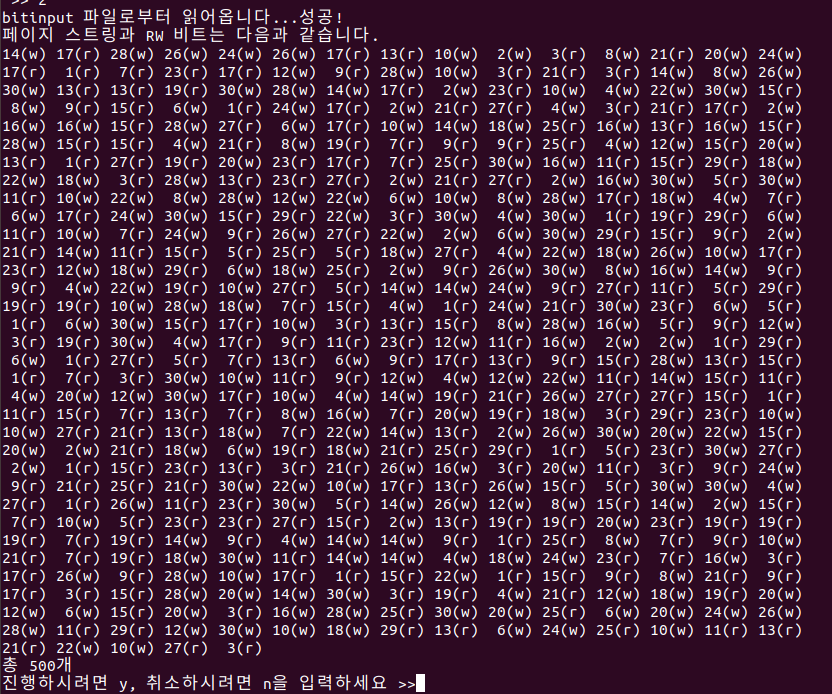 >> 2
bitinput 파일로부터 읽어옵니다...성공!
페이지 스트링과 RW 비트는 다음과 같습니다.
14(w) 17(r) 28(w) 26(w) 24(w) 26(w) 17(r) 13(r) 10(w)  2(w)  3(r)  8(w) 21(r) 20(w) 24(w)
17(r)  1(r)  7(r) 23(r) 17(r) 12(w)  9(r) 28(w) 10(w)  3(r) 21(r)  3(r) 14(w)  8(w) 26(w)
30(w) 13(r) 13(r) 19(r) 30(w) 28(w) 14(w) 17(r)  2(w) 23(r) 10(w)  4(w) 22(w) 30(w) 15(r)
 8(w)  9(r) 15(r)  6(w)  1(r) 24(w) 17(r)  2(w) 21(r) 27(r)  4(w)  3(r) 21(r) 17(r)  2(w)
16(w) 16(w) 15(r) 28(w) 27(r)  6(w) 17(r) 10(w) 14(w) 18(w) 25(r) 16(w) 13(r) 16(w) 15(r)
28(w) 15(r) 15(r)  4(w) 21(r)  8(w) 19(r)  7(r)  9(r)  9(r) 25(r)  4(w) 12(w) 15(r) 20(w)
13(r)  1(r) 27(r) 19(r) 20(w) 23(r) 17(r)  7(r) 25(r) 30(w) 16(w) 11(r) 15(r) 29(r) 18(w)
22(w) 18(w)  3(r) 28(w) 13(r) 23(r) 27(r)  2(w) 21(r) 27(r)  2(w) 16(w) 30(w)  5(r) 30(w)
11(r) 10(w) 22(w)  8(w) 28(w) 12(w) 22(w)  6(w) 10(w)  8(w) 28(w) 17(r) 18(w)  4(w)  7(r)
 6(w) 17(r) 24(w) 30(w) 15(r) 29(r) 22(w)  3(r) 30(w)  4(w) 30(w)  1(r) 19(r) 29(r)  6(w)
11(r) 10(w)  7(r) 24(w)  9(r) 26(w) 27(r) 22(w)  2(w)  6(w) 30(w) 29(r) 15(r)  9(r)  2(w)
21(r) 14(w) 11(r) 15(r)  5(r) 25(r)  5(r) 18(w) 27(r)  4(w) 22(w) 18(w) 26(w) 10(w) 17(r)
23(r) 12(w) 18(w) 29(r)  6(w) 18(w) 25(r)  2(w)  9(r) 26(w) 30(w)  8(w) 16(w) 14(w)  9(r)
 9(r)  4(w) 22(w) 19(r) 10(w) 27(r)  5(r) 14(w) 14(w) 24(w)  9(r) 27(r) 11(r)  5(r) 29(r)
19(r) 19(r) 10(w) 28(w) 18(w)  7(r) 15(r)  4(w)  1(r) 24(w) 21(r) 30(w) 23(r)  6(w)  5(r)
 1(r)  6(w) 30(w) 15(r) 17(r) 10(w)  3(r) 13(r) 15(r)  8(w) 28(w) 16(w)  5(r)  9(r) 12(w)
 3(r) 19(r) 30(w)  4(w) 17(r)  9(r) 11(r) 23(r) 12(w) 11(r) 16(w)  2(w)  2(w)  1(r) 29(r)
 6(w)  1(r) 27(r)  5(r)  7(r) 13(r)  6(w)  9(r) 17(r) 13(r)  9(r) 15(r) 28(w) 13(r) 15(r)
 1(r)  7(r)  3(r) 30(w) 10(w) 11(r)  9(r) 12(w)  4(w) 12(w) 22(w) 11(r) 14(w) 15(r) 11(r)
 4(w) 20(w) 12(w) 30(w) 17(r) 10(w)  4(w) 14(w) 19(r) 21(r) 26(w) 27(r) 27(r) 15(r)  1(r)
11(r) 15(r)  7(r) 13(r)  7(r)  8(w) 16(w)  7(r) 20(w) 19(r) 18(w)  3(r) 29(r) 23(r) 10(w)
10(w) 27(r) 21(r) 13(r) 18(w)  7(r) 22(w) 14(w) 13(r)  2(w) 26(w) 30(w) 20(w) 22(w) 15(r)
20(w)  2(w) 21(r) 18(w)  6(w) 19(r) 18(w) 21(r) 25(r) 29(r)  1(r)  5(r) 23(r) 30(w) 27(r)
 2(w)  1(r) 15(r) 23(r) 13(r)  3(r) 21(r) 26(w) 16(w)  3(r) 20(w) 11(r)  3(r)  9(r) 24(w)
 9(r) 21(r) 25(r) 21(r) 30(w) 22(w) 10(w) 17(r) 13(r) 26(w) 15(r)  5(r) 30(w) 30(w)  4(w)
27(r)  1(r) 26(w) 11(r) 23(r) 30(w)  5(r) 14(w) 26(w) 12(w)  8(w) 15(r) 14(w)  2(w) 15(r)
 7(r) 10(w)  5(r) 23(r) 23(r) 27(r) 15(r)  2(w) 13(r) 19(r) 19(r) 20(w) 23(r) 19(r) 19(r)
19(r)  7(r) 19(r) 14(w)  9(r)  4(w) 14(w) 14(w)  9(r)  1(r) 25(r)  8(w)  7(r)  9(r) 10(w)
21(r)  7(r) 19(r) 18(w) 30(w) 11(r) 14(w) 14(w)  4(w) 18(w) 24(w) 23(r)  7(r) 16(w)  3(r)
17(r) 26(w)  9(r) 28(w) 10(w) 17(r)  1(r) 15(r) 22(w)  1(r) 15(r)  9(r)  8(w) 21(r)  9(r)
17(r)  3(r) 15(r) 28(w) 20(w) 14(w) 30(w)  3(r) 19(r)  4(w) 21(r) 12(w) 18(w) 19(r) 20(w)
12(w)  6(w) 15(r) 20(w)  3(r) 16(w) 28(w) 25(r) 30(w) 20(w) 25(r)  6(w) 20(w) 24(w) 26(w)
28(w) 11(r) 29(r) 12(w) 30(w) 10(w) 18(w) 29(r) 13(r)  6(w) 24(w) 25(r) 10(w) 11(r) 13(r)
21(r) 22(w) 10(w) 27(r)  3(r)
총 500개
진행하시려면 y, 취소하시려면 n을 입력하세요 >>